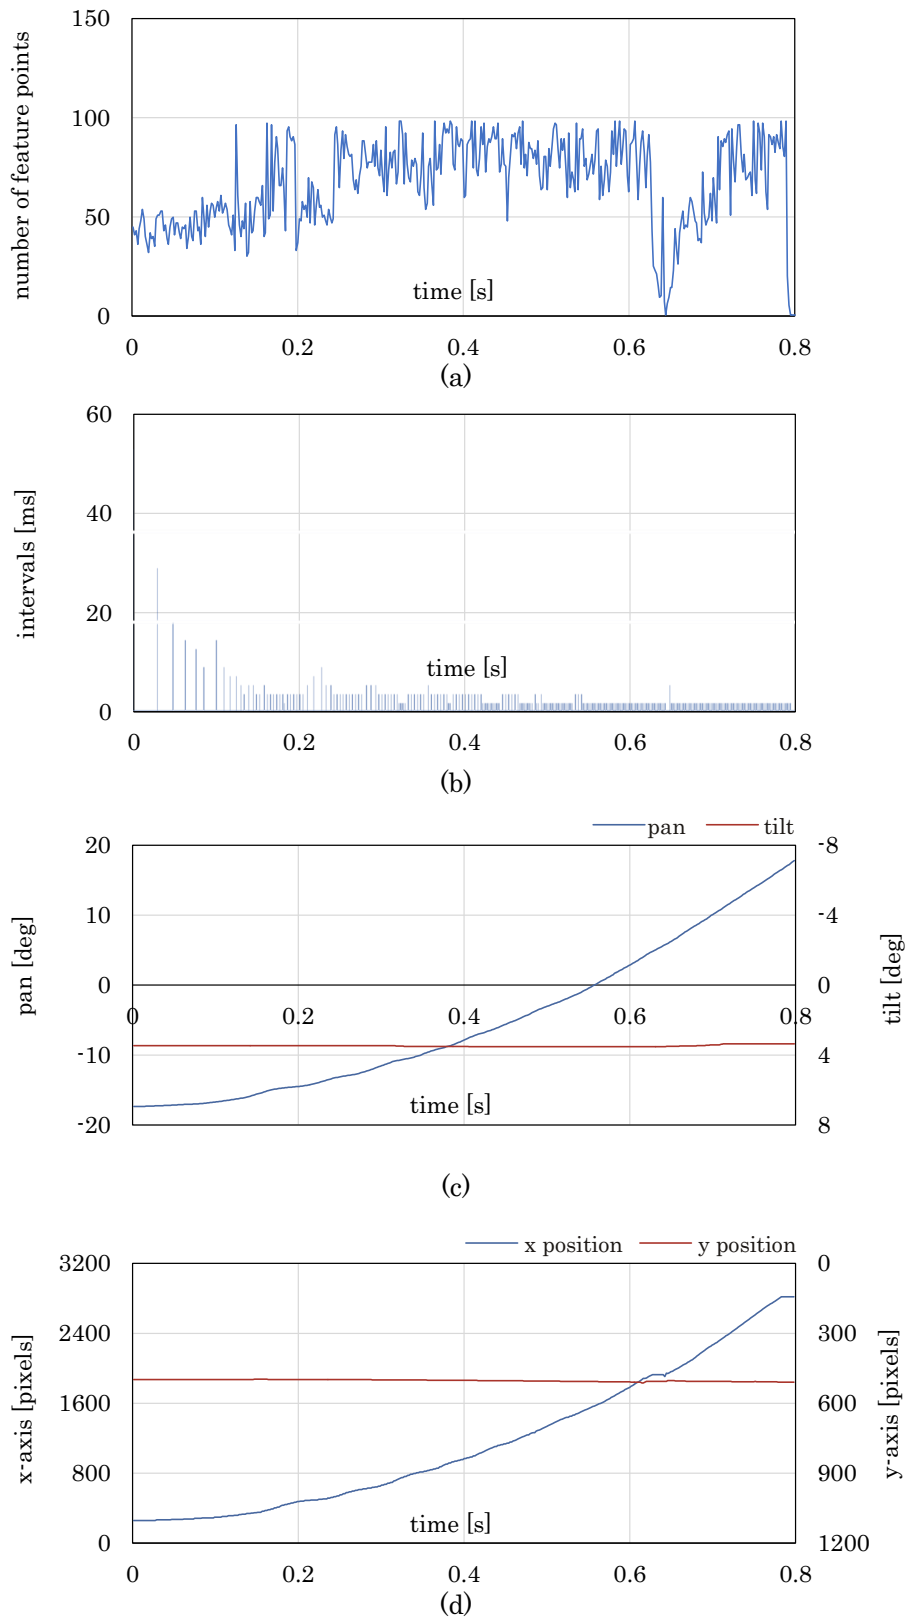 number of feature points
150
100
50
0
time [s]
0 0.2 0.4 0.6 0.8
(a)
intervals [ms]
60
40
20
0
time [s]
0 0.2 0.4 0.6 0.8
(b)
pan tilt
pan [deg]
20
10
0
-10
-20
-8
-4
0
4
8
tilt [deg]
0 0.2 0.4 0.6 0.8
time [s]
(c)
x position y position
x-axis [pixels]
3200
2400
1600
800
0
0
300
600
900
1200
y-axis [pixels]
time [s]
0 0.2 0.4 0.6 0.8
(d)